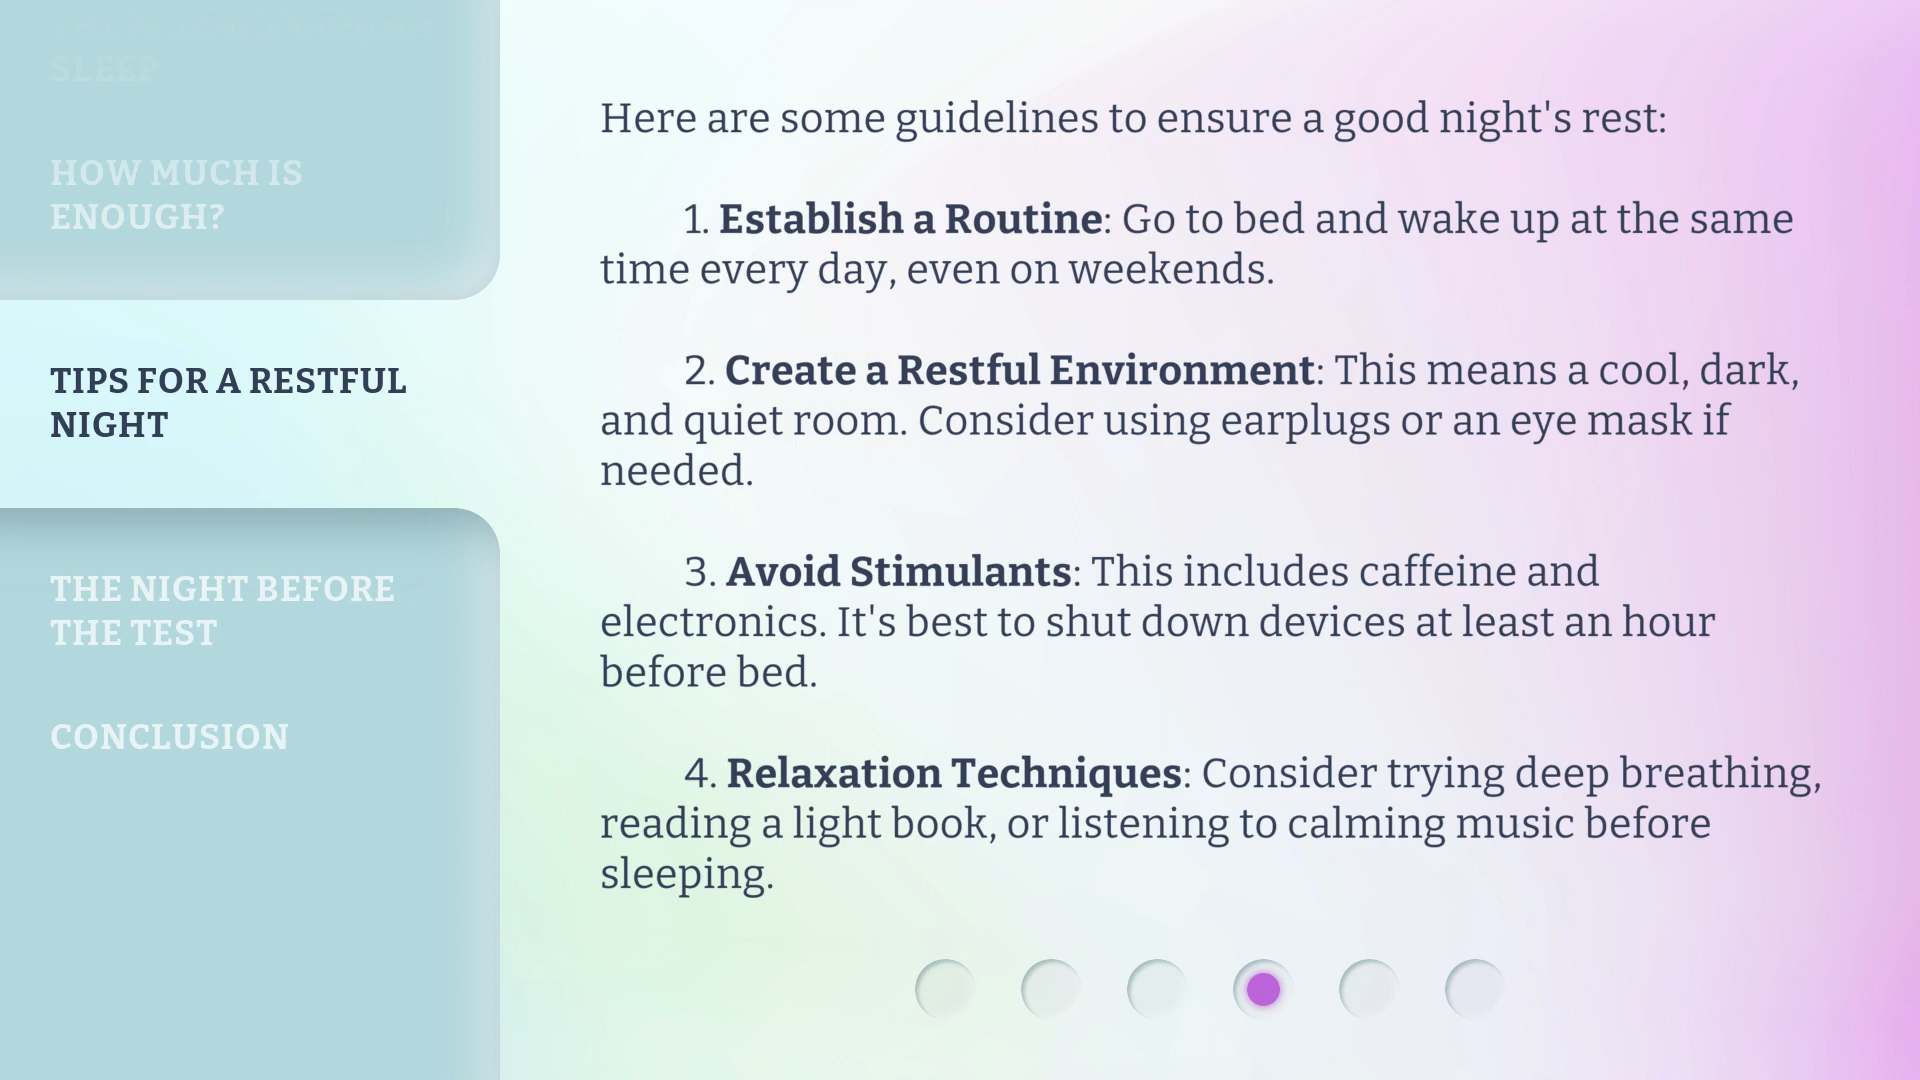 SLEEP
HOW MUCH IS
ENOUGH?
TIPS FOR A RESTFUL
NIGHT
THE NIGHT BEFORE
THE TEST
CONCLUSION
Here are some guidelines to ensure a good night's rest:
1. Establish a Routine: Go to bed and wake up at the same
time every day, even on weekends.
2. Create a Restful Environment: This means a cool, dark,
and quiet room. Consider using earplugs or an eye mask if
needed.
3. Avoid Stimulants: This includes caffeine and
electronics. It's best to shut down devices at least an hour
before bed.
4. Relaxation Techniques: Consider trying deep breathing,
reading a light book, or listening to calming music before
sleeping.